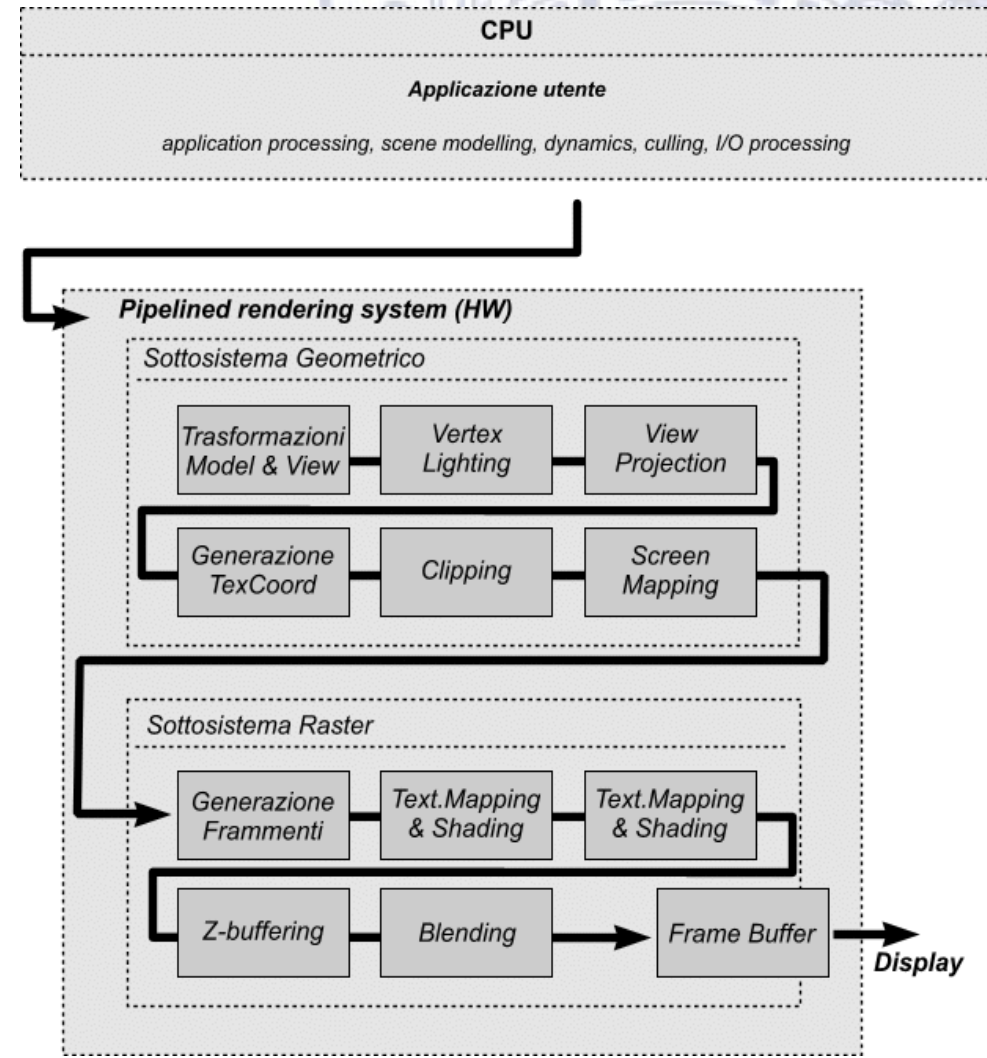 CPU
Applicazione utente
application processing, scene modelling, dynamics, culling, I/O processing
Pipelined rendering system (HW)
Sottosistema Geometrico
Trasformazioni
Model & View
Vertex
Lighting
View
Projection
Generazione
TexCoord
Clipping
Screen
Mapping
Sottosistema Raster
Generazione
Frammenti
Text.Mapping
& Shading
Text.Mapping
& Shading
Z-buffering
Blending
Frame Buffer
Display